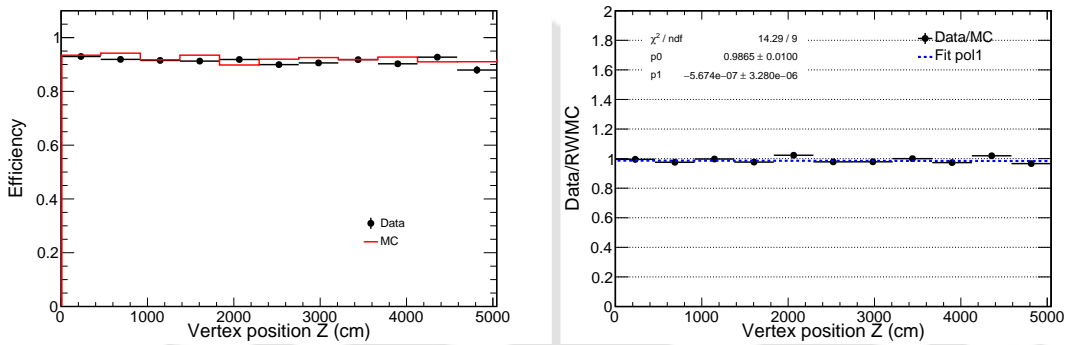 Efficiency
1
0.8
0.6
0.4
0.2
0
Data
MC
0 1000 2000 3000 4000 5000
Vertex position Z (cm)
Data/RWMC
2
1.8
1.6
1.4
1.2
1
0.8
0.6
0.4
0.2
0
χ² / ndf 14.29 / 9
p0 0.9865 ± 0.0100
p1 −5.674e−07 ± 3.280e−06
Data/MC
Fit pol1
0 1000 2000 3000 4000 5000
Vertex position Z (cm)